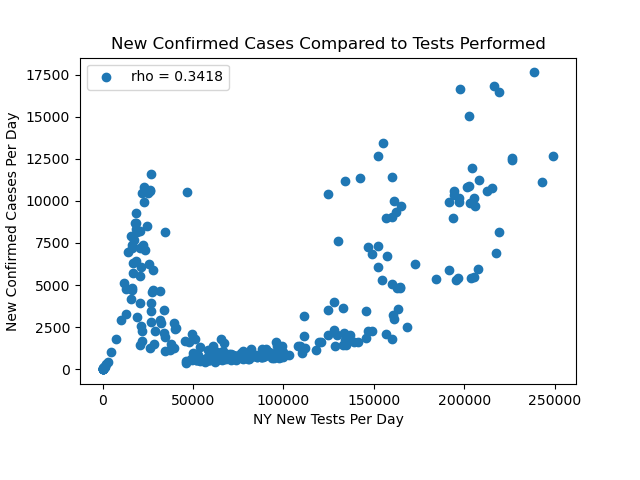 New Confirmed Cases Compared to Tests Performed
rho = 0.3418
17500
15000
12500
10000
7500
5000
2500
0
New Confirmed Caeses Per Day
0 50000 100000 150000 200000 250000
NY New Tests Per Day